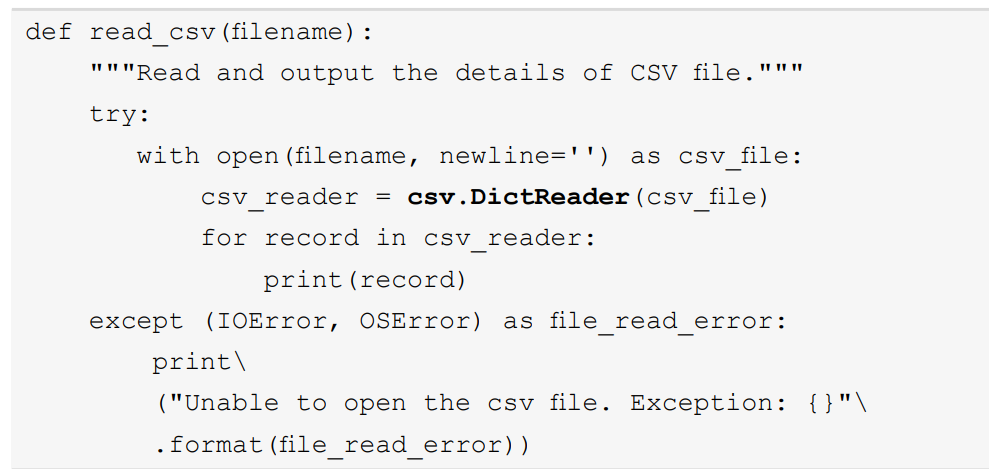 def read_csv(filename):
    """Read and output the details of CSV file."""
    try:
       with open(filename, newline='') as csv_file:
           csv_reader = csv.DictReader(csv_file)
           for record in csv_reader:
               print(record)
    except (IOError, OSError) as file_read_error:
        print\
        ("Unable to open the csv file. Exception: {}"\
        .format(file_read_error))